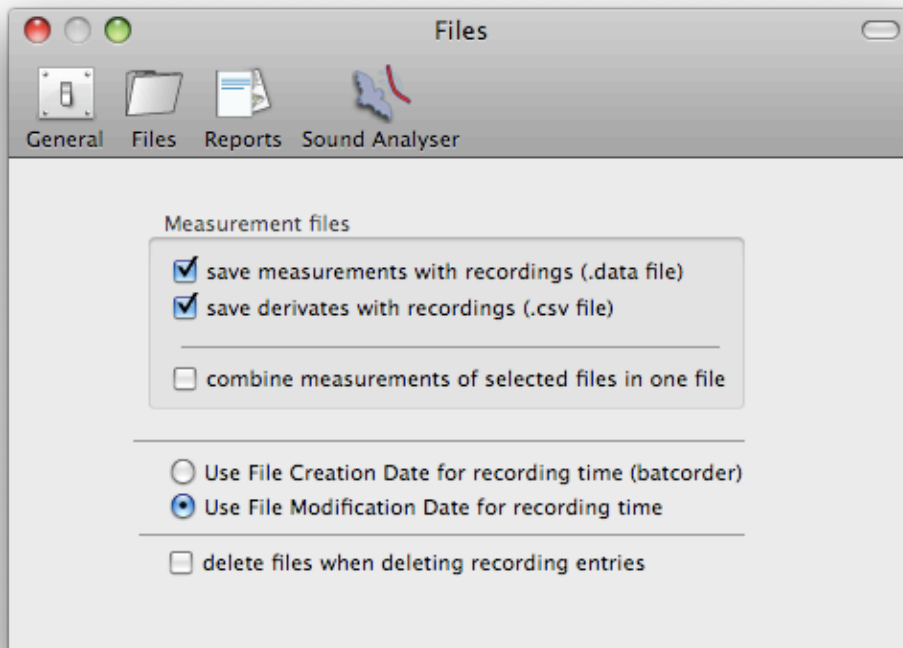 Files
General Files Reports Sound Analyser
Measurement files
save measurements with recordings (.data file)
save derivates with recordings (.csv file)
combine measurements of selected files in one file
Use File Creation Date for recording time (batcorder)
Use File Modification Date for recording time
delete files when deleting recording entries